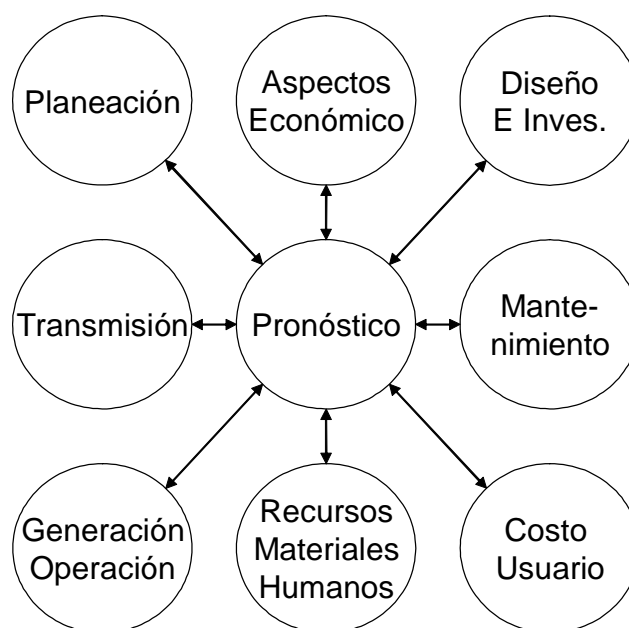 Planeación
Aspectos
Económico
Diseño
E Inves.
Transmisión
Pronóstico
Mante-
nimiento
Generación
Operación
Recursos
Materiales
Humanos
Costo
Usuario